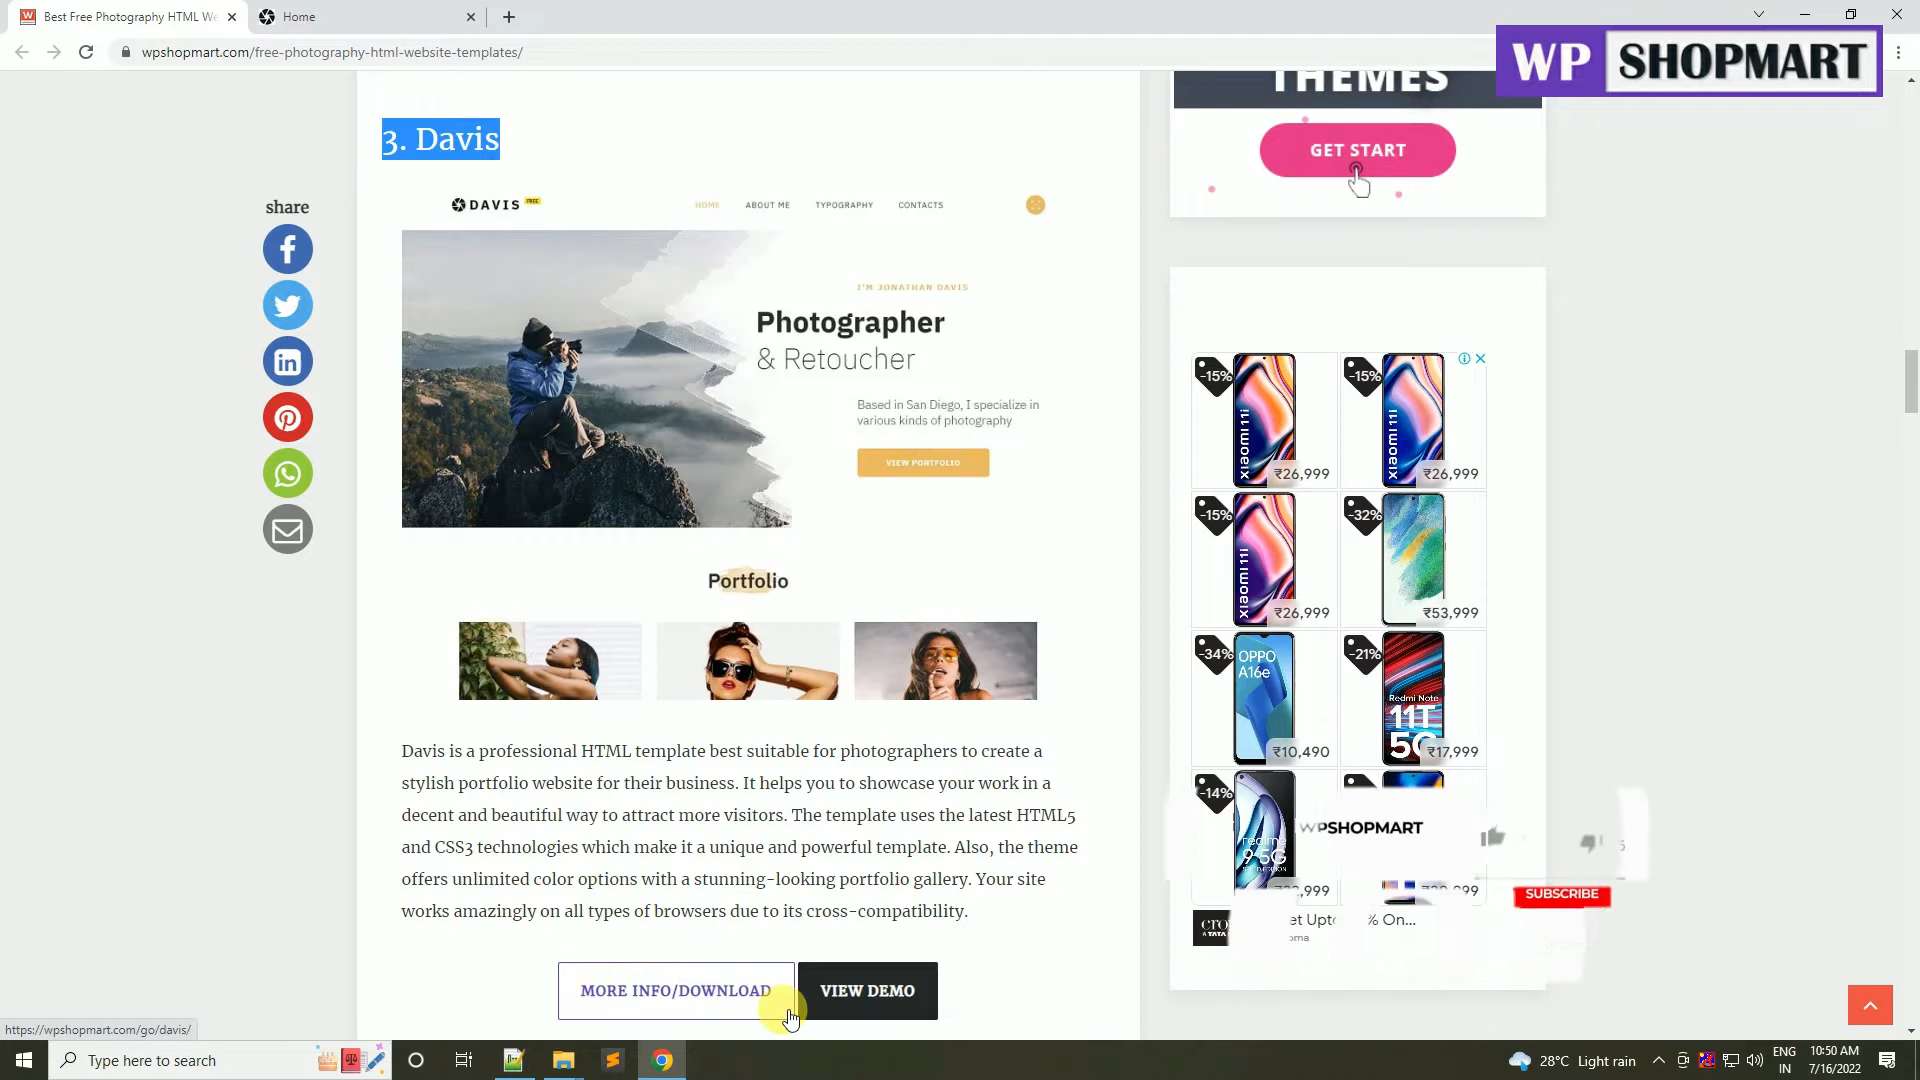 Best Free Photography HTML We
Home
wpshopmart.com/free-photography-html-website-templates/
WP SHOPMART
THEMES
GET START
3. Davis
share
DAVIS FREE
HOME ABOUT ME TYPOGRAPHY CONTACTS
I'M JONATHAN DAVIS
Photographer
& Retoucher
Based in San Diego, I specialize in
various kinds of photography
VIEW PORTFOLIO
Portfolio
Davis is a professional HTML template best suitable for photographers to create a
stylish portfolio website for their business. It helps you to showcase your work in a
decent and beautiful way to attract more visitors. The template uses the latest HTML5
and CSS3 technologies which make it a unique and powerful template. Also, the theme
offers unlimited color options with a stunning-looking portfolio gallery. Your site
works amazingly on all types of browsers due to its cross-compatibility.
MORE INFO/DOWNLOAD
VIEW DEMO
-15% xiaomi 11i ₹26,999
-15% xiaomi 11i ₹26,999
-15% xiaomi 11i ₹26,999
-32% ₹53,999
-34% OPPO A16e ₹10,490
-21% Redmi Note 11T 5G ₹17,999
-14% realme 9 5G
WPSHOPMART
SUBSCRIBE
% On...
https://wpshopmart.com/go/davis/
Type here to search
28°C Light rain
ENG
IN
10:50 AM
7/16/2022